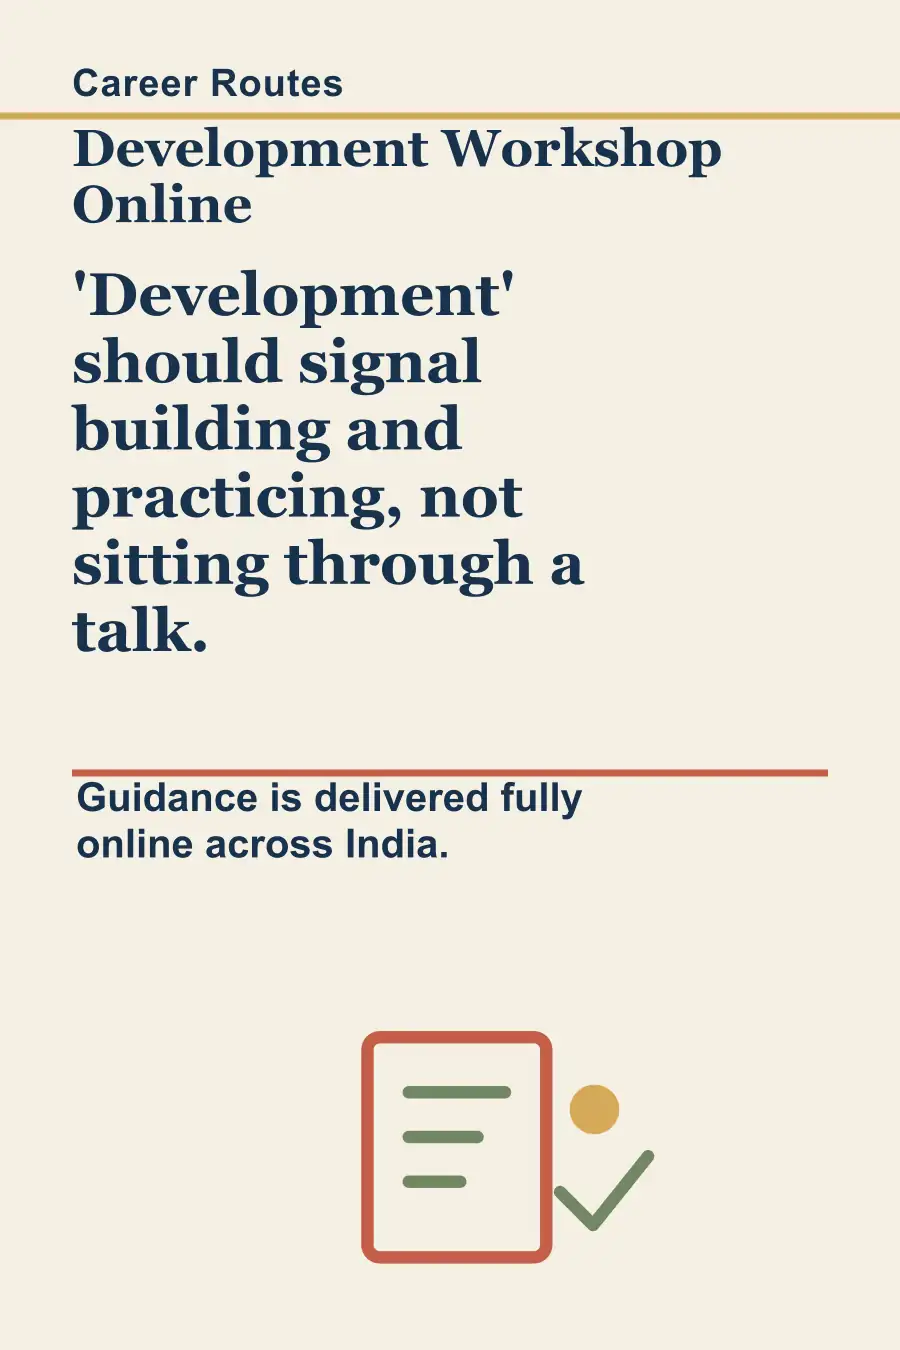 Career Routes
Development Workshop
Online
'Development'
should signal
building and
practicing, not
sitting through a
talk.
Guidance is delivered fully
online across India.